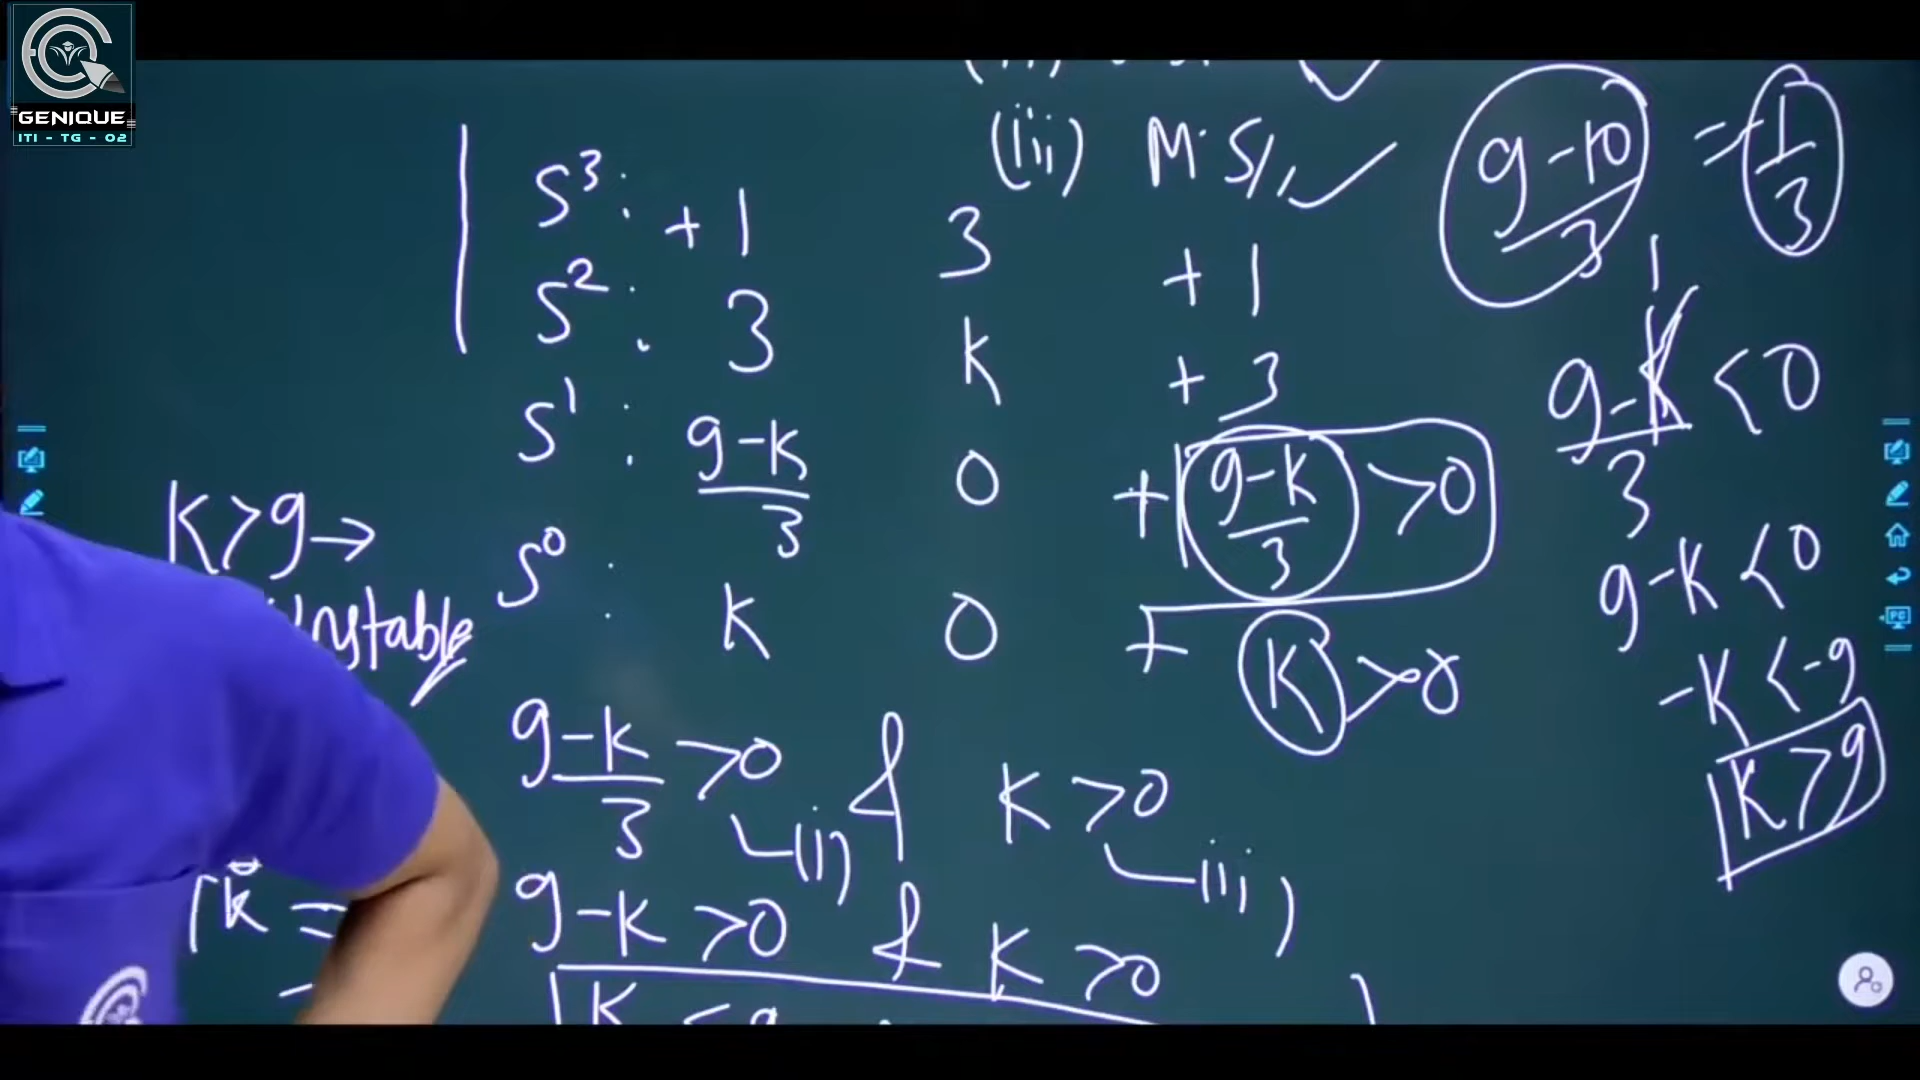 GENIQUE
ITI - TG - 02
(iii) M.S/, ✓
(9-10)/3 = -1/3
S³: +1 3 +1
S²: 3 K +3
S¹: (9-K)/3 0 + (9-K)/3 >0
S⁰: K 0 + K >0
K>9→
Unstable
(9-K)/3 <0
9-K <0
-K <-9
K >9
(9-K)/3 >0 & K >0
(i) (ii)
9-K >0 & K >0
K =
K < 9
PC